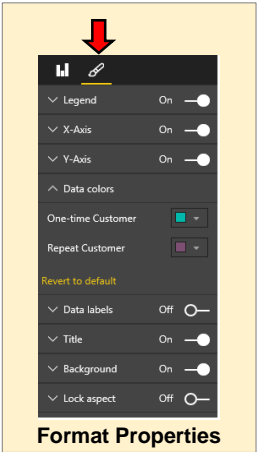 Legend On
X-Axis On
Y-Axis On
Data colors
One-time Customer
Repeat Customer
Revert to default
Data labels Off
Title On
Background On
Lock aspect Off
Format Properties